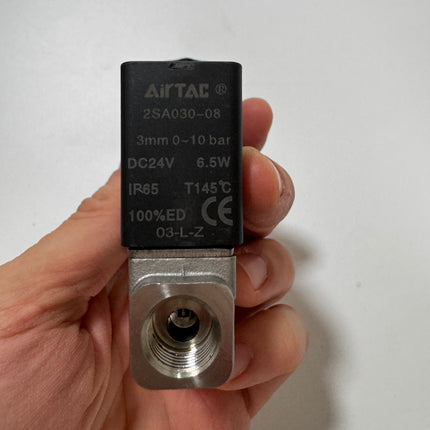 AirTAC ®
2SA030-08
3mm 0~10 bar
DC24V 6.5W
IP65 T145℃
100%ED CE
03-L-Z